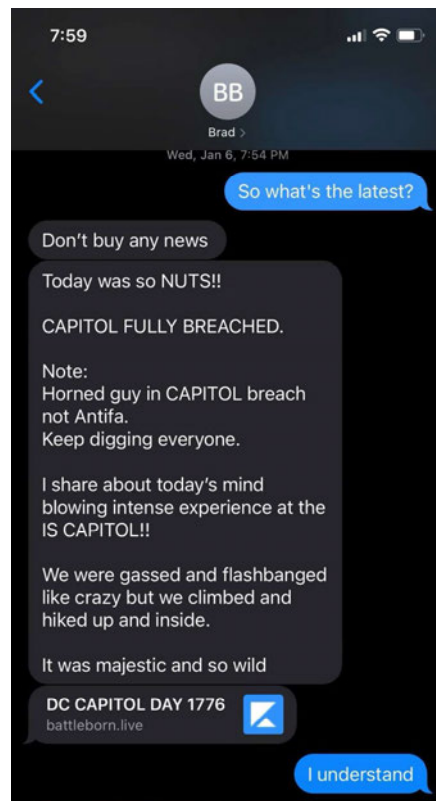 7:59
BB
Brad >
Wed, Jan 6, 7:54 PM
So what's the latest?
Don't buy any news
Today was so NUTS!!
CAPITOL FULLY BREACHED.
Note:
Horned guy in CAPITOL breach
not Antifa.
Keep digging everyone.
I share about today's mind
blowing intense experience at the
IS CAPITOL!!
We were gassed and flashbanged
like crazy but we climbed and
hiked up and inside.
It was majestic and so wild
DC CAPITOL DAY 1776
battleborn.live
I understand